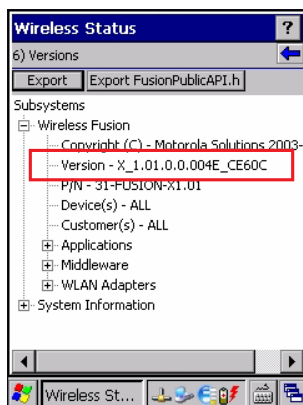 Wireless Status ?
6) Versions
Export Export FusionPublicAPI.h
Subsystems
Wireless Fusion
Copyright (C) - Motorola Solutions 2003-
Version - X_1.01.0.0.004E_CE60C
P/N - 31-FUSION-X1.01
Device(s) - ALL
Customer(s) - ALL
Applications
Middleware
WLAN Adapters
System Information
Wireless St...